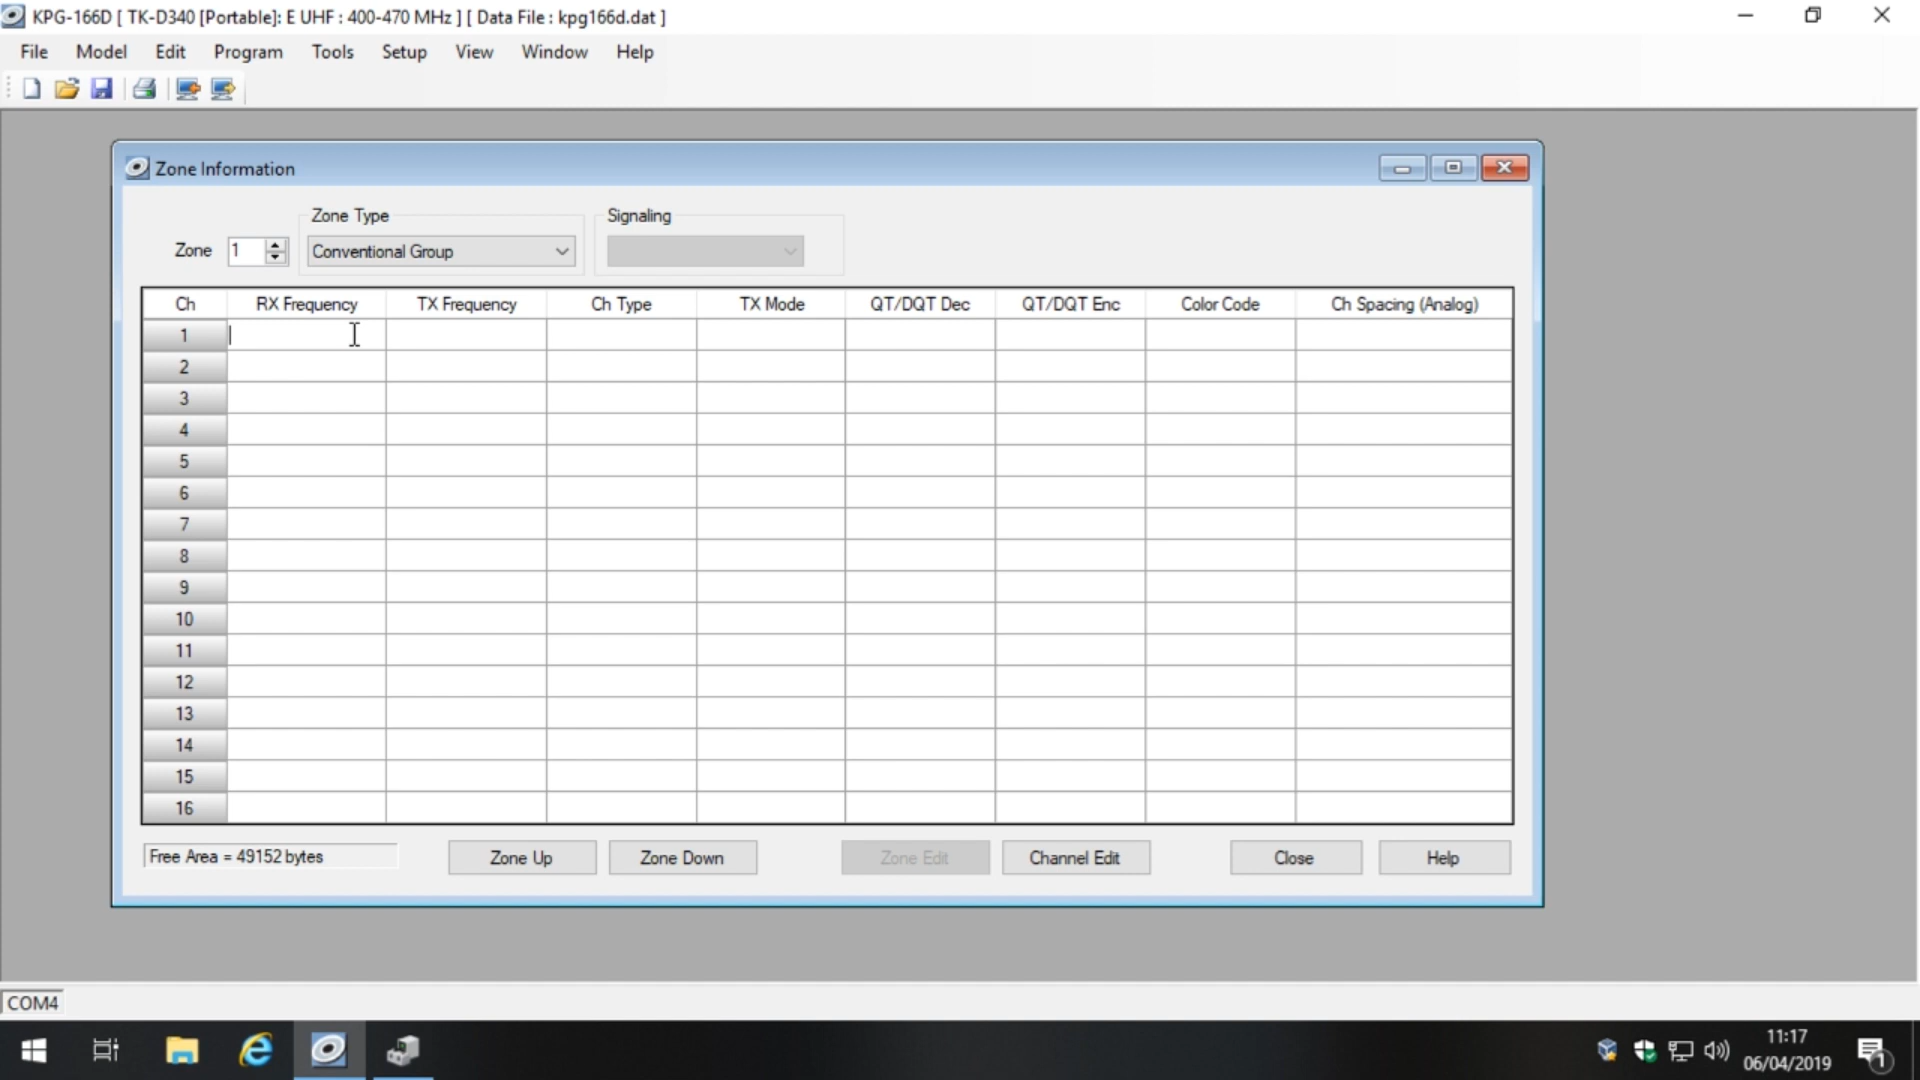 KPG-166D [ TK-D340 [Portable]: E UHF : 400-470 MHz ] [ Data File : kpg166d.dat ]
File Model Edit Program Tools Setup View Window Help
Zone Information
Zone Type Signaling
Zone 1 Conventional Group
Ch RX Frequency TX Frequency Ch Type TX Mode QT/DQT Dec QT/DQT Enc Color Code Ch Spacing (Analog)
1
2
3
4
5
6
7
8
9
10
11
12
13
14
15
16
Free Area = 49152 bytes Zone Up Zone Down Zone Edit Channel Edit Close Help
COM4
11:17
06/04/2019
1